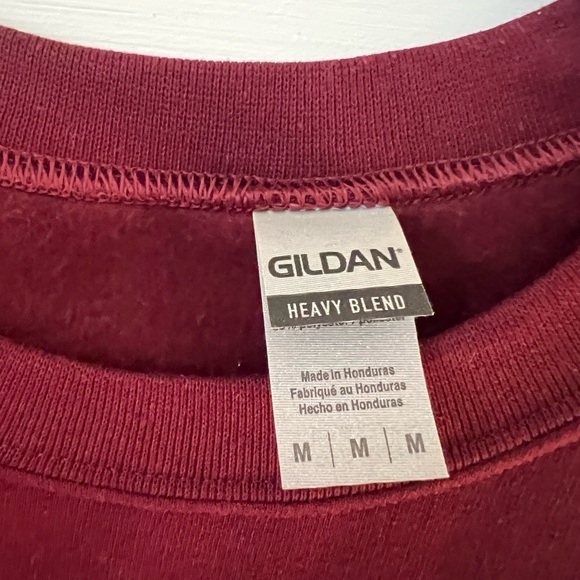 GILDAN®
HEAVY BLEND
Made in Honduras
Fabriqué au Honduras
Hecho en Honduras
M | M | M